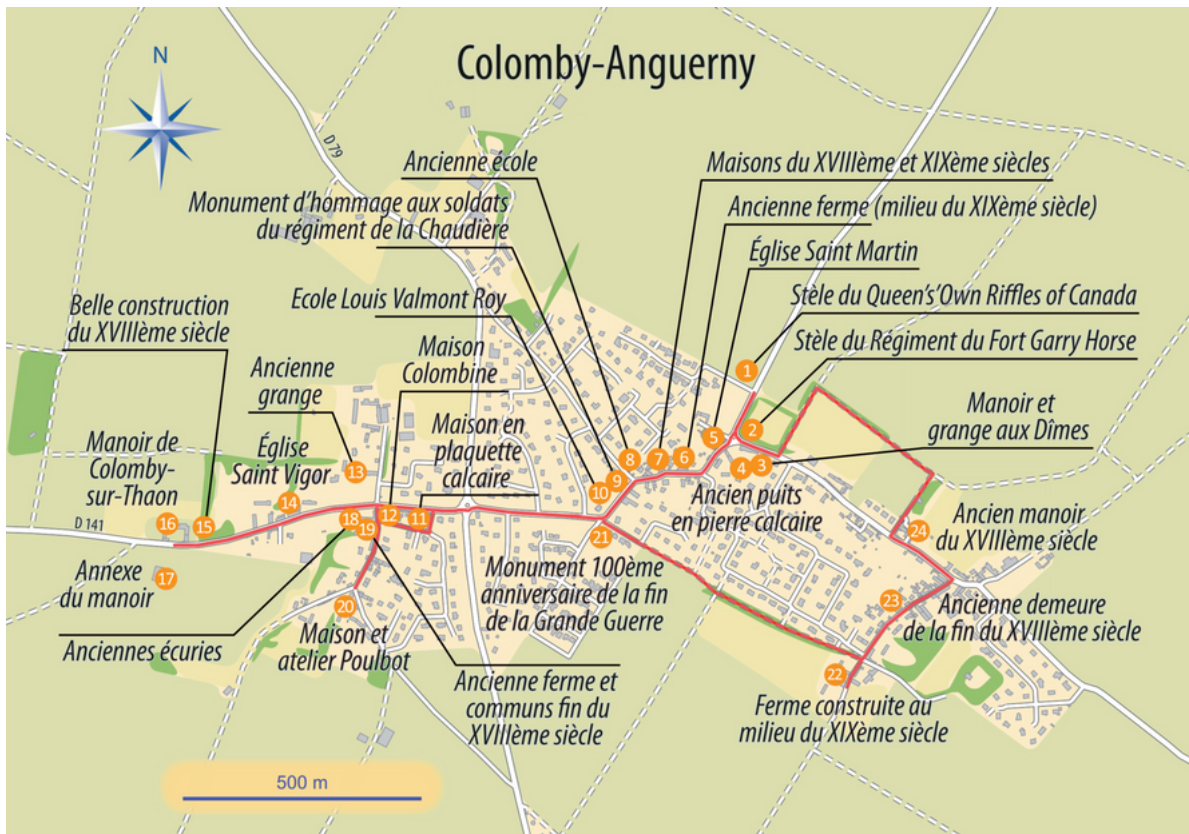 Colomby-Anguerny
N
D 79
Ancienne école
Monument d'hommage aux soldats
du régiment de la Chaudière
Ecole Louis Valmont Roy
Maisons du XVIIIème et XIXème siècles
Ancienne ferme (milieu du XIXème siècle)
Église Saint Martin
Stèle du Queen's'Own Riffles of Canada
Stèle du Régiment du Fort Garry Horse
Manoir et
grange aux Dîmes
Belle construction
du XVIIIème siècle
Ancienne
grange
Maison
Colombine
Maison en
plaquette
calcaire
Manoir de
Colomby-
sur-Thaon
Église
Saint Vigor
D 141
Ancien puits
en pierre calcaire
Ancien manoir
du XVIIIème siècle
Annexe
du manoir
Anciennes écuries
Maison et
atelier Poulbot
Monument 100ème
anniversaire de la fin
de la Grande Guerre
Ancienne ferme et
communs fin du
XVIIIème siècle
Ancienne demeure
de la fin du XVIIIème siècle
Ferme construite au
milieu du XIXème siècle
1
2
3
4
5
6
7
8
9
10
11
12
13
14
15
16
17
18
19
20
21
22
23
24
500 m